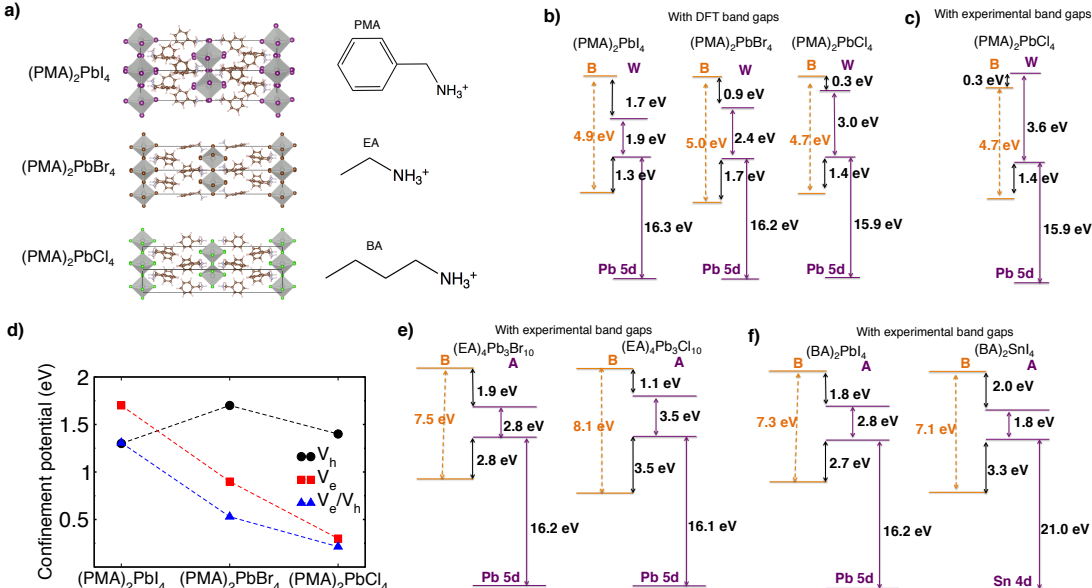 a)
(PMA)₂PbI₄
PMA
NH₃⁺
(PMA)₂PbBr₄
EA
NH₃⁺
(PMA)₂PbCl₄
BA
NH₃⁺
b)
With DFT band gaps
(PMA)₂PbI₄
B
W
1.7 eV
4.9 eV
1.9 eV
1.3 eV
16.3 eV
Pb 5d
(PMA)₂PbBr₄
B
W
0.9 eV
5.0 eV
2.4 eV
1.7 eV
16.2 eV
Pb 5d
(PMA)₂PbCl₄
B
W
0.3 eV
4.7 eV
3.0 eV
1.4 eV
15.9 eV
Pb 5d
c)
With experimental band gaps
(PMA)₂PbCl₄
B
W
0.3 eV
3.6 eV
4.7 eV
1.4 eV
15.9 eV
Pb 5d
d)
Confinement potential (eV)
2
1.5
1
0.5
V_h
V_e
V_e/V_h
(PMA)₂PbI₄
(PMA)₂PbBr₄
(PMA)₂PbCl₄
e)
With experimental band gaps
(EA)₄Pb₃Br₁₀
B
A
1.9 eV
7.5 eV
2.8 eV
2.8 eV
16.2 eV
Pb 5d
(EA)₄Pb₃Cl₁₀
B
A
1.1 eV
8.1 eV
3.5 eV
3.5 eV
16.1 eV
Pb 5d
f)
With experimental band gaps
(BA)₂PbI₄
B
A
1.8 eV
7.3 eV
2.8 eV
2.7 eV
16.2 eV
Pb 5d
(BA)₂SnI₄
B
A
2.0 eV
7.1 eV
1.8 eV
3.3 eV
21.0 eV
Sn 4d